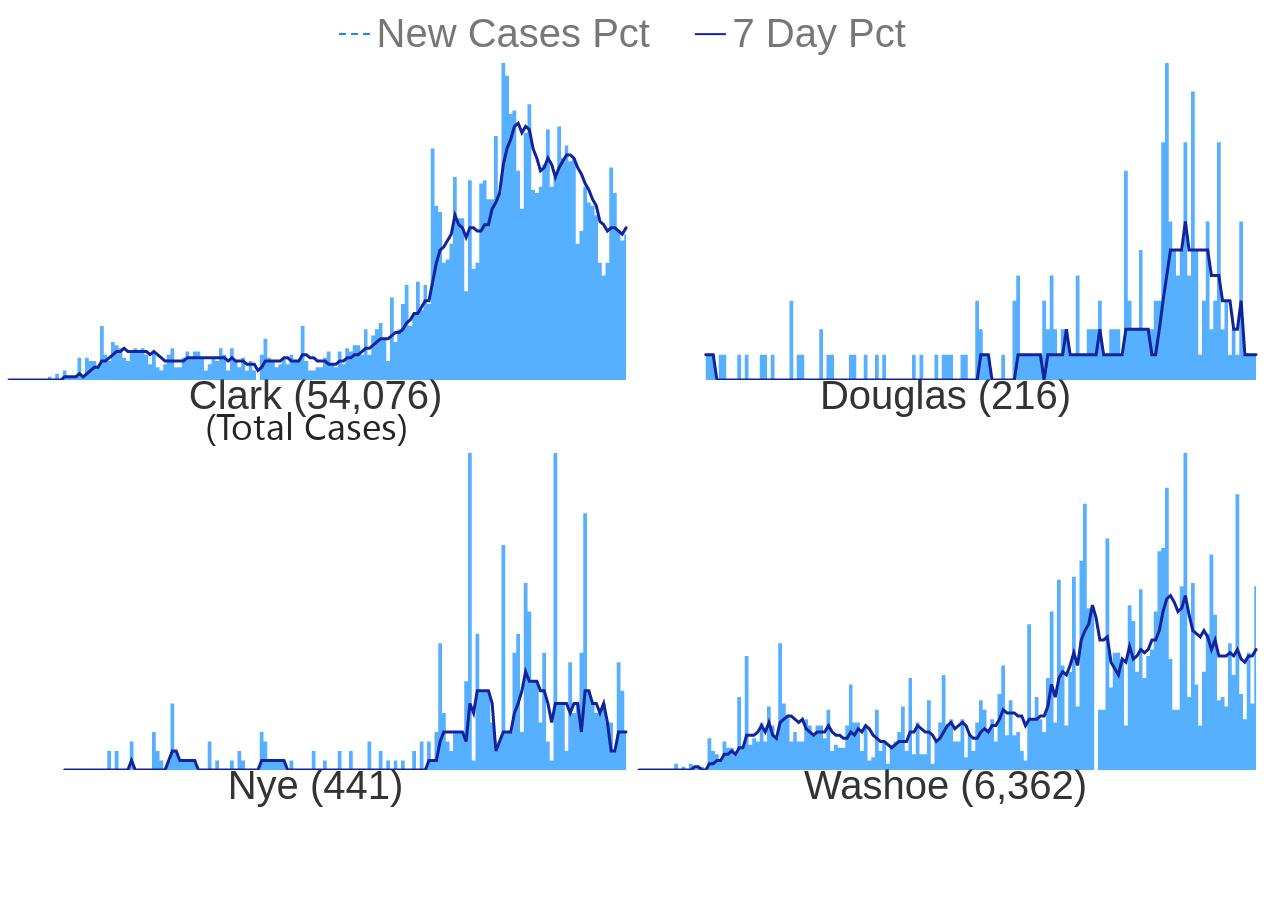 New Cases Pct 7 Day Pct
Clark (54,076) Douglas (216)
(Total Cases)
Nye (441) Washoe (6,362)